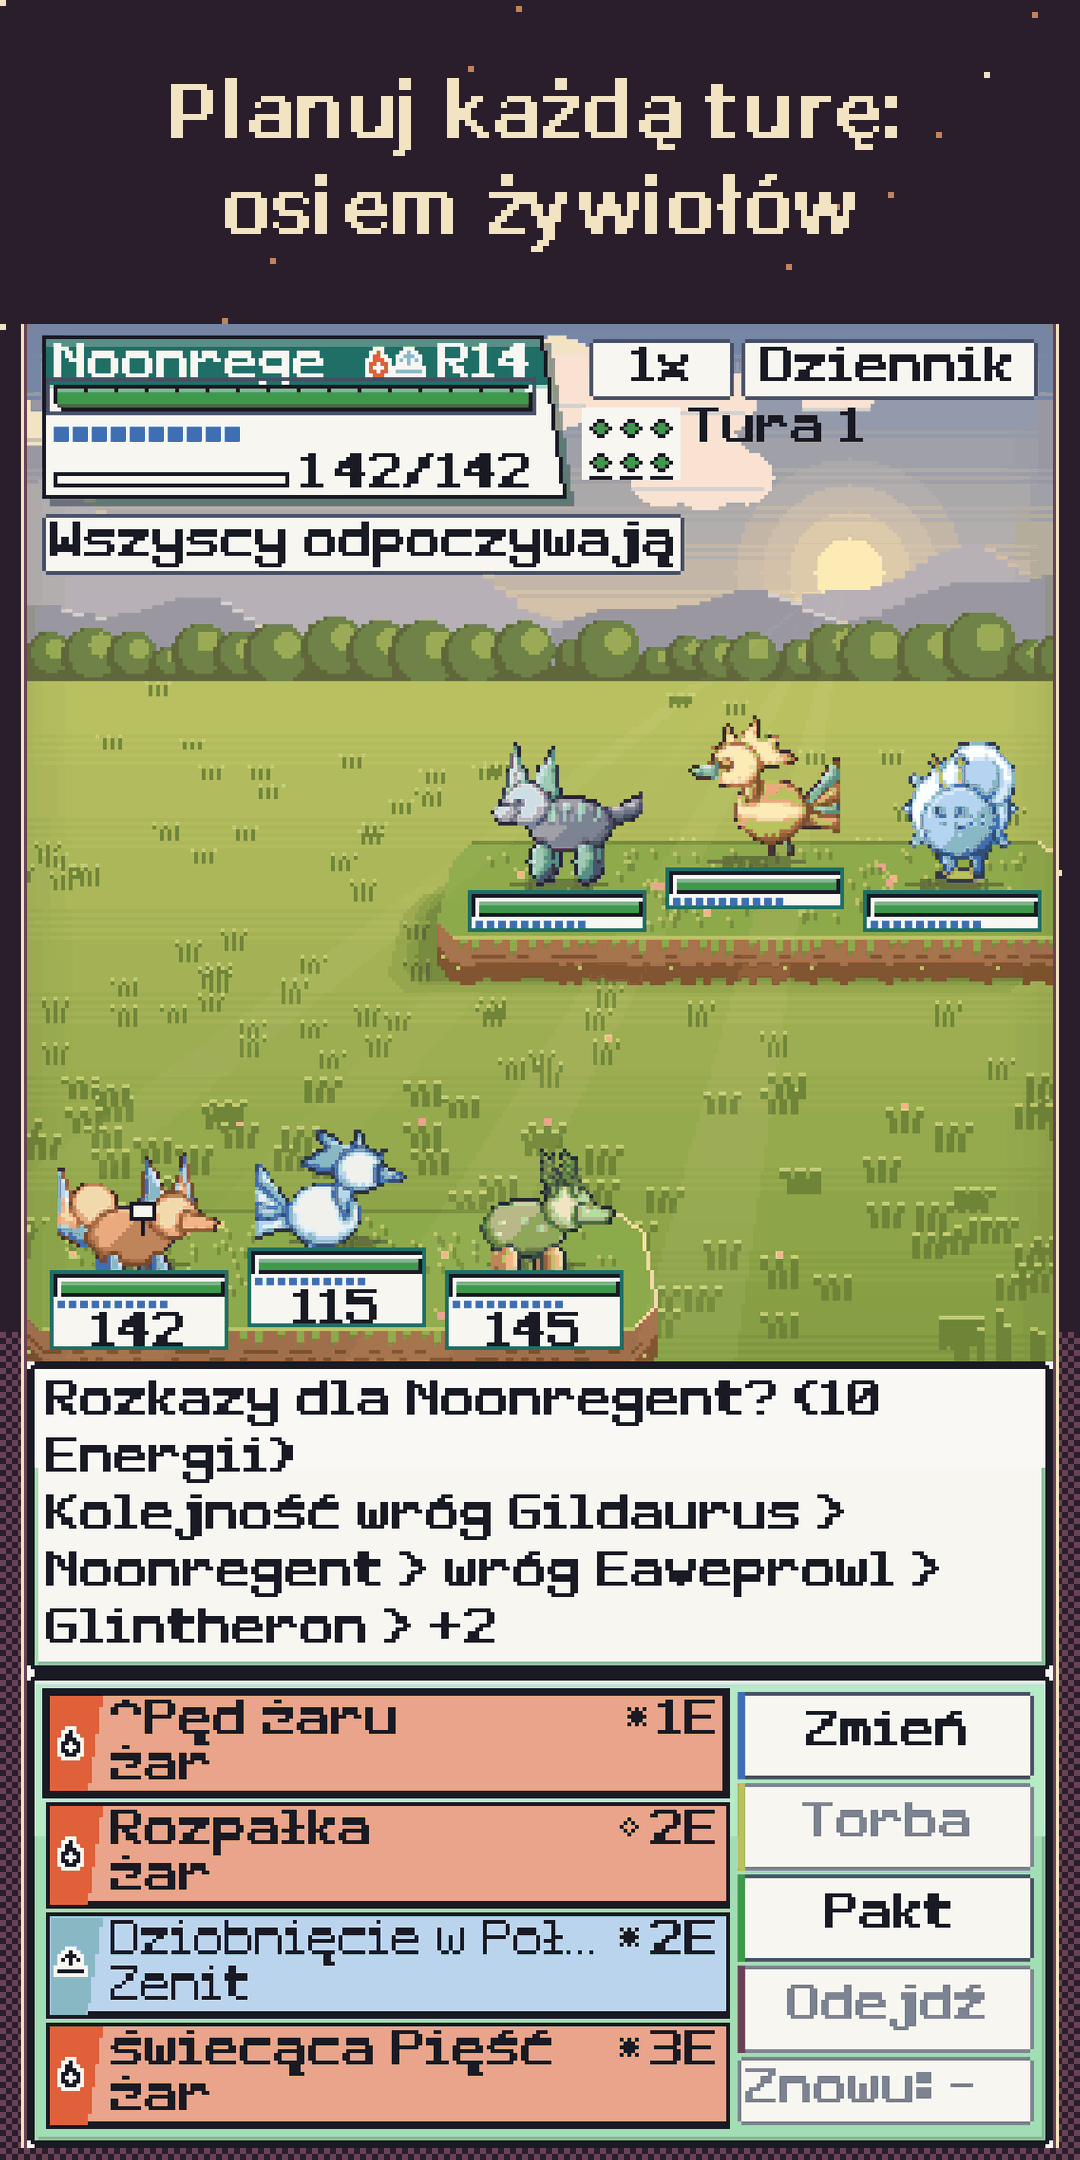 Planuj każdą turę:
osiem żywiołów
Noonrege R14
1x
Dziennik
Tura 1
142/142
Wszyscy odpoczywają
142
115
145
Rozkazy dla Noonregent? (10
Energii)
Kolejność wróg Gildaurus >
Noonregent > wróg Eaveprowl >
Glintheron > +2
^Pęd żaru *1E
żar
Rozpałka ◇2E
żar
Dziobnięcie w Poł... *2E
Zenit
świecąca Pięść *3E
żar
Zmień
Torba
Pakt
Odejdź
Znowu: -